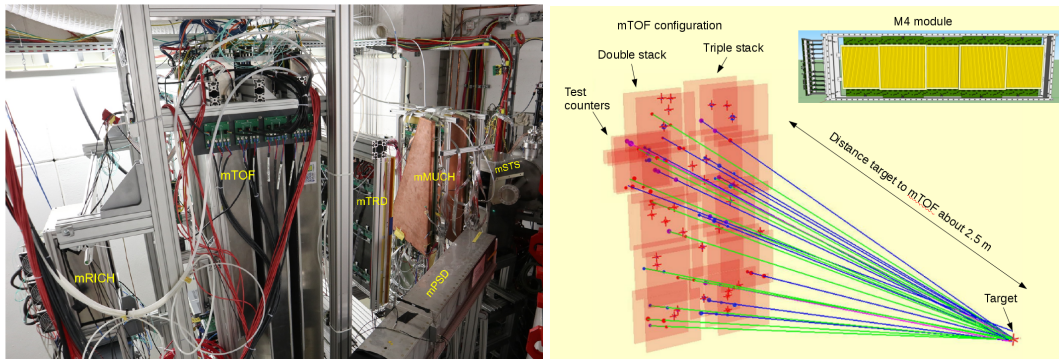 mTOF
mSTS
mMUCH
mTRD
mPSD
mRICH
mTOF configuration
M4 module
Double stack
Triple stack
Test
counters
Distance target to mTOF about 2.5 m
Target